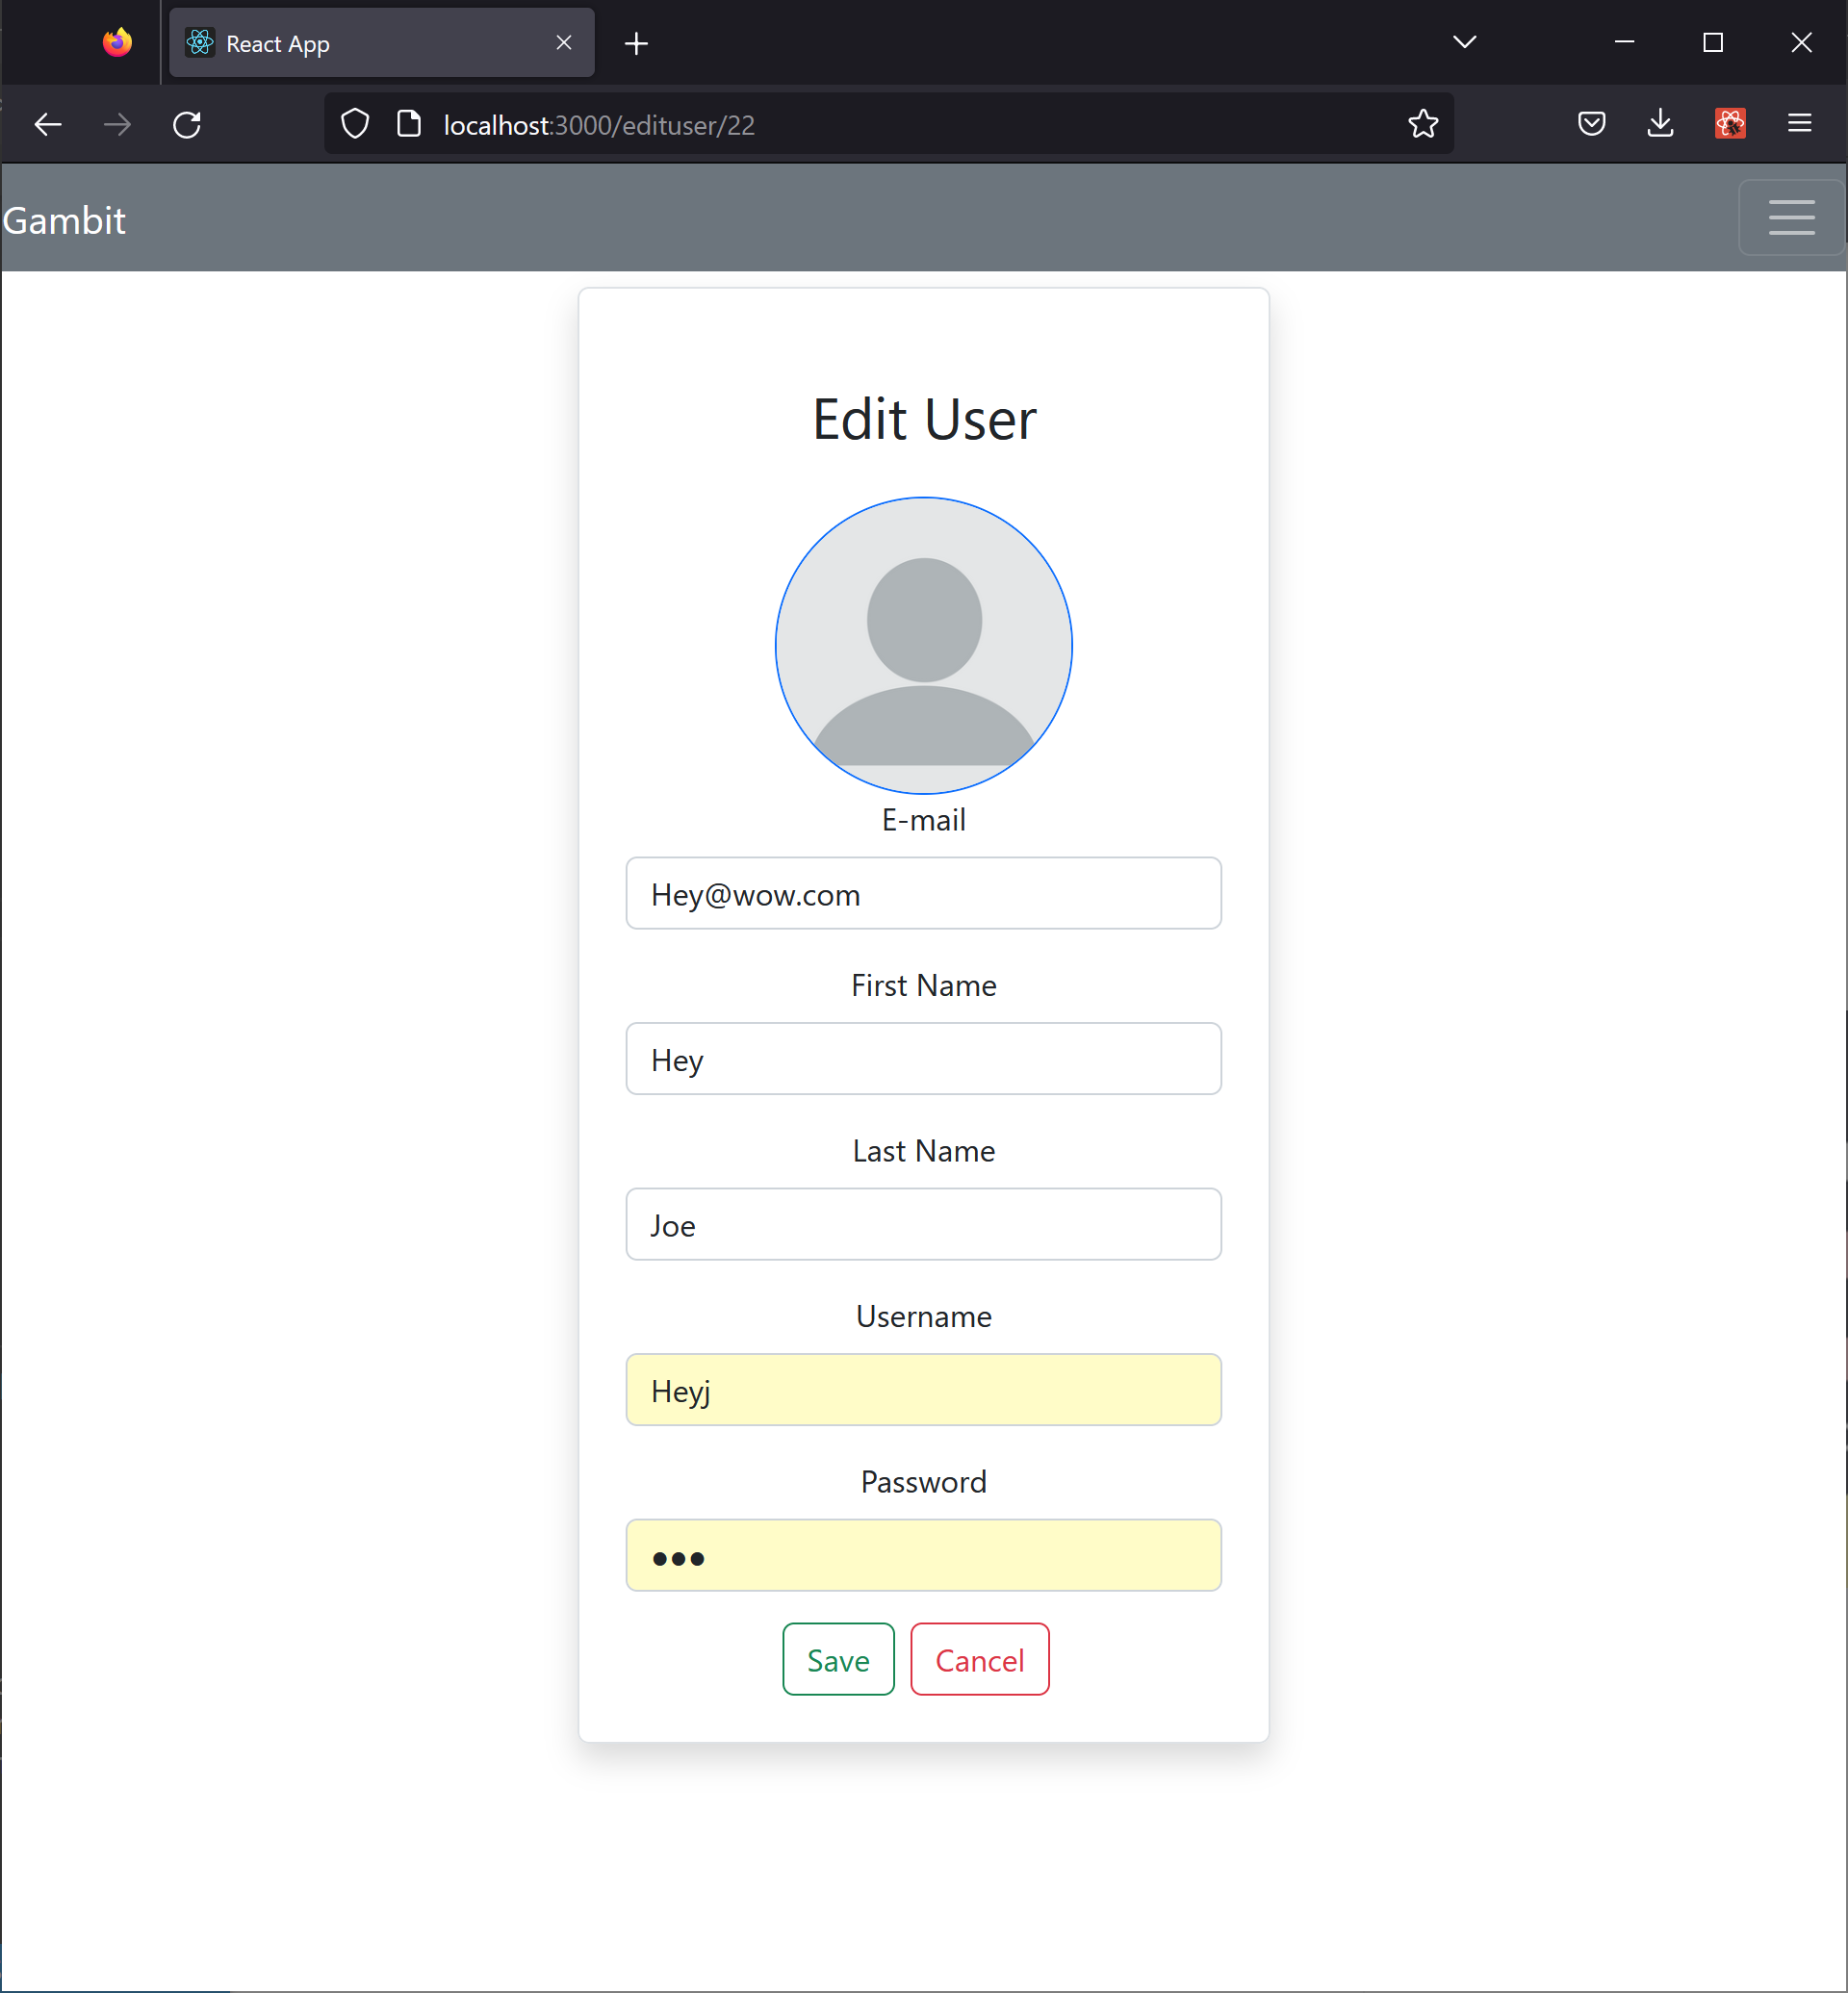 React App
localhost:3000/edituser/22
Gambit
Edit User
E-mail
Hey@wow.com
First Name
Hey
Last Name
Joe
Username
Heyj
Password
●●●
Save Cancel